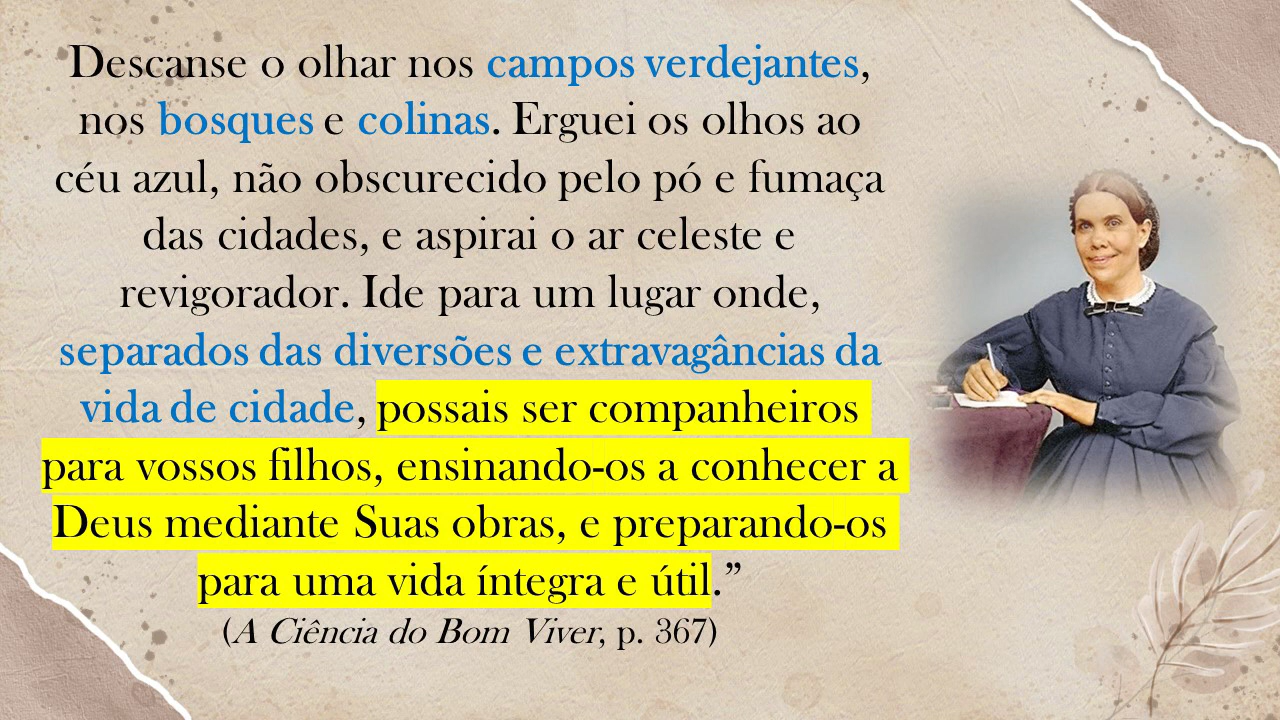 Descanse o olhar nos campos verdejantes,
nos bosques e colinas. Erguei os olhos ao
céu azul, não obscurecido pelo pó e fumaça
das cidades, e aspirai o ar celeste e
revigorador. Ide para um lugar onde,
separados das diversões e extravagâncias da
vida de cidade, possais ser companheiros
para vossos filhos, ensinando-os a conhecer a
Deus mediante Suas obras, e preparando-os
para uma vida íntegra e útil.”
(A Ciência do Bom Viver, p. 367)